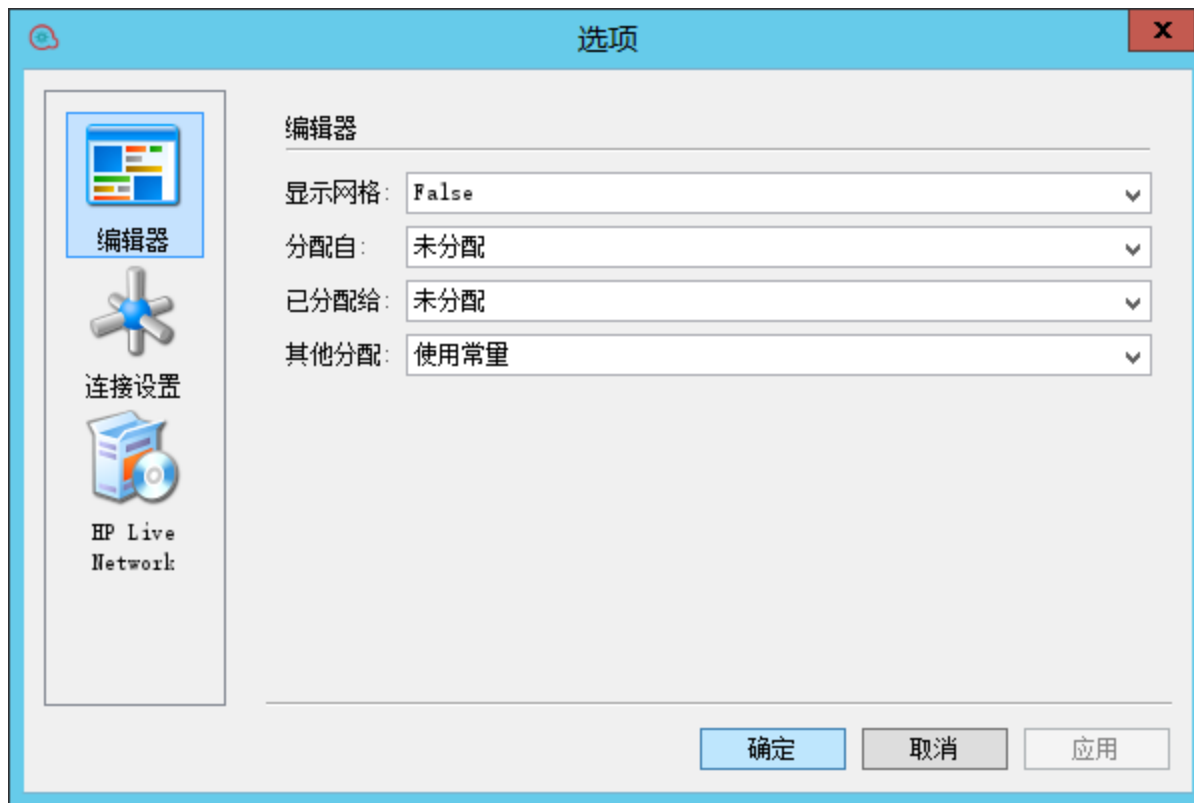 选项
编辑器
连接设置
HP Live
Network
编辑器
显示网格: False
分配自: 未分配
已分配给: 未分配
其他分配: 使用常量
确定 取消 应用